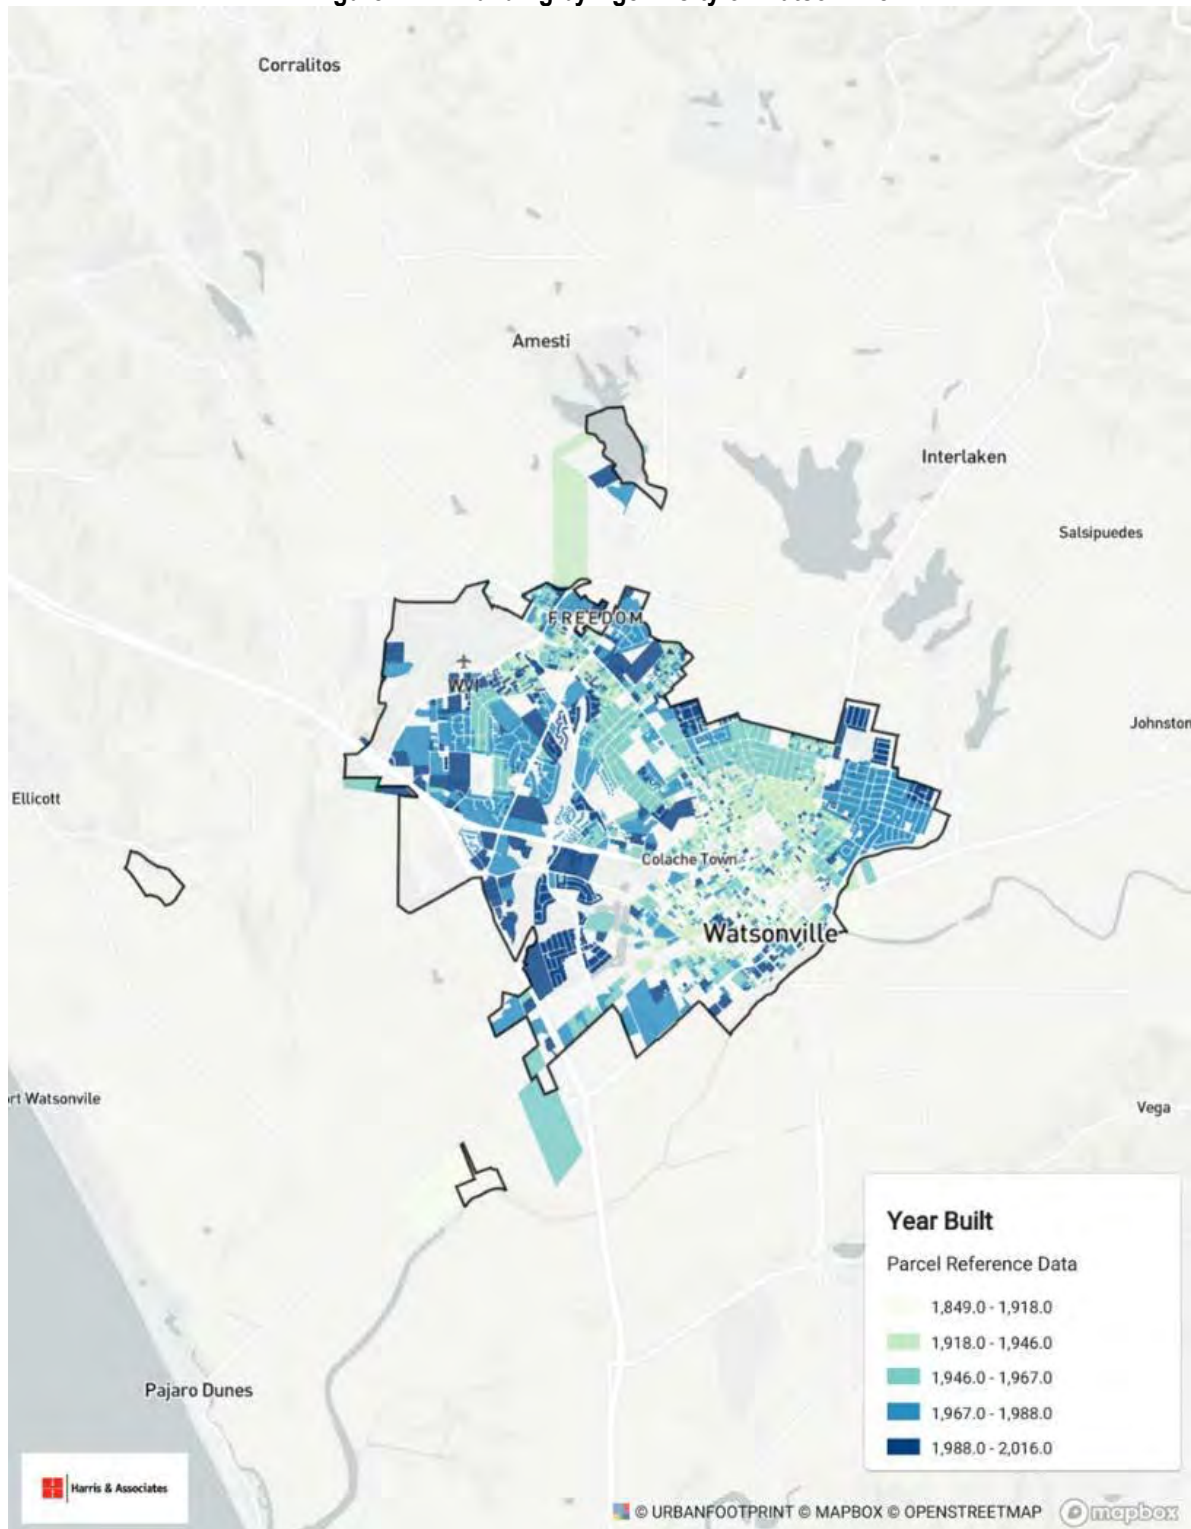 Corralitos
Amesti
Interlaken
Salsipuedes
FREEDOM
WVI
Johnston
Ellicott
Colache Town
Watsonville
rt Watsonvile
Vega
Year Built
Parcel Reference Data
1,849.0 - 1,918.0
1,918.0 - 1,946.0
1,946.0 - 1,967.0
1,967.0 - 1,988.0
1,988.0 - 2,016.0
Pajaro Dunes
Harris & Associates
© URBANFOOTPRINT © MAPBOX © OPENSTREETMAP
mapbox